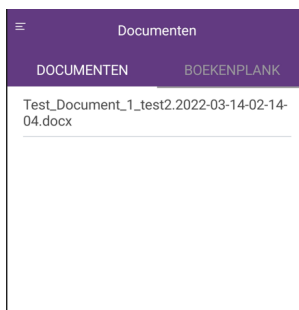 Documenten
DOCUMENTEN
BOEKENPLANK
Test_Document_1_test2.2022-03-14-02-14-
04.docx